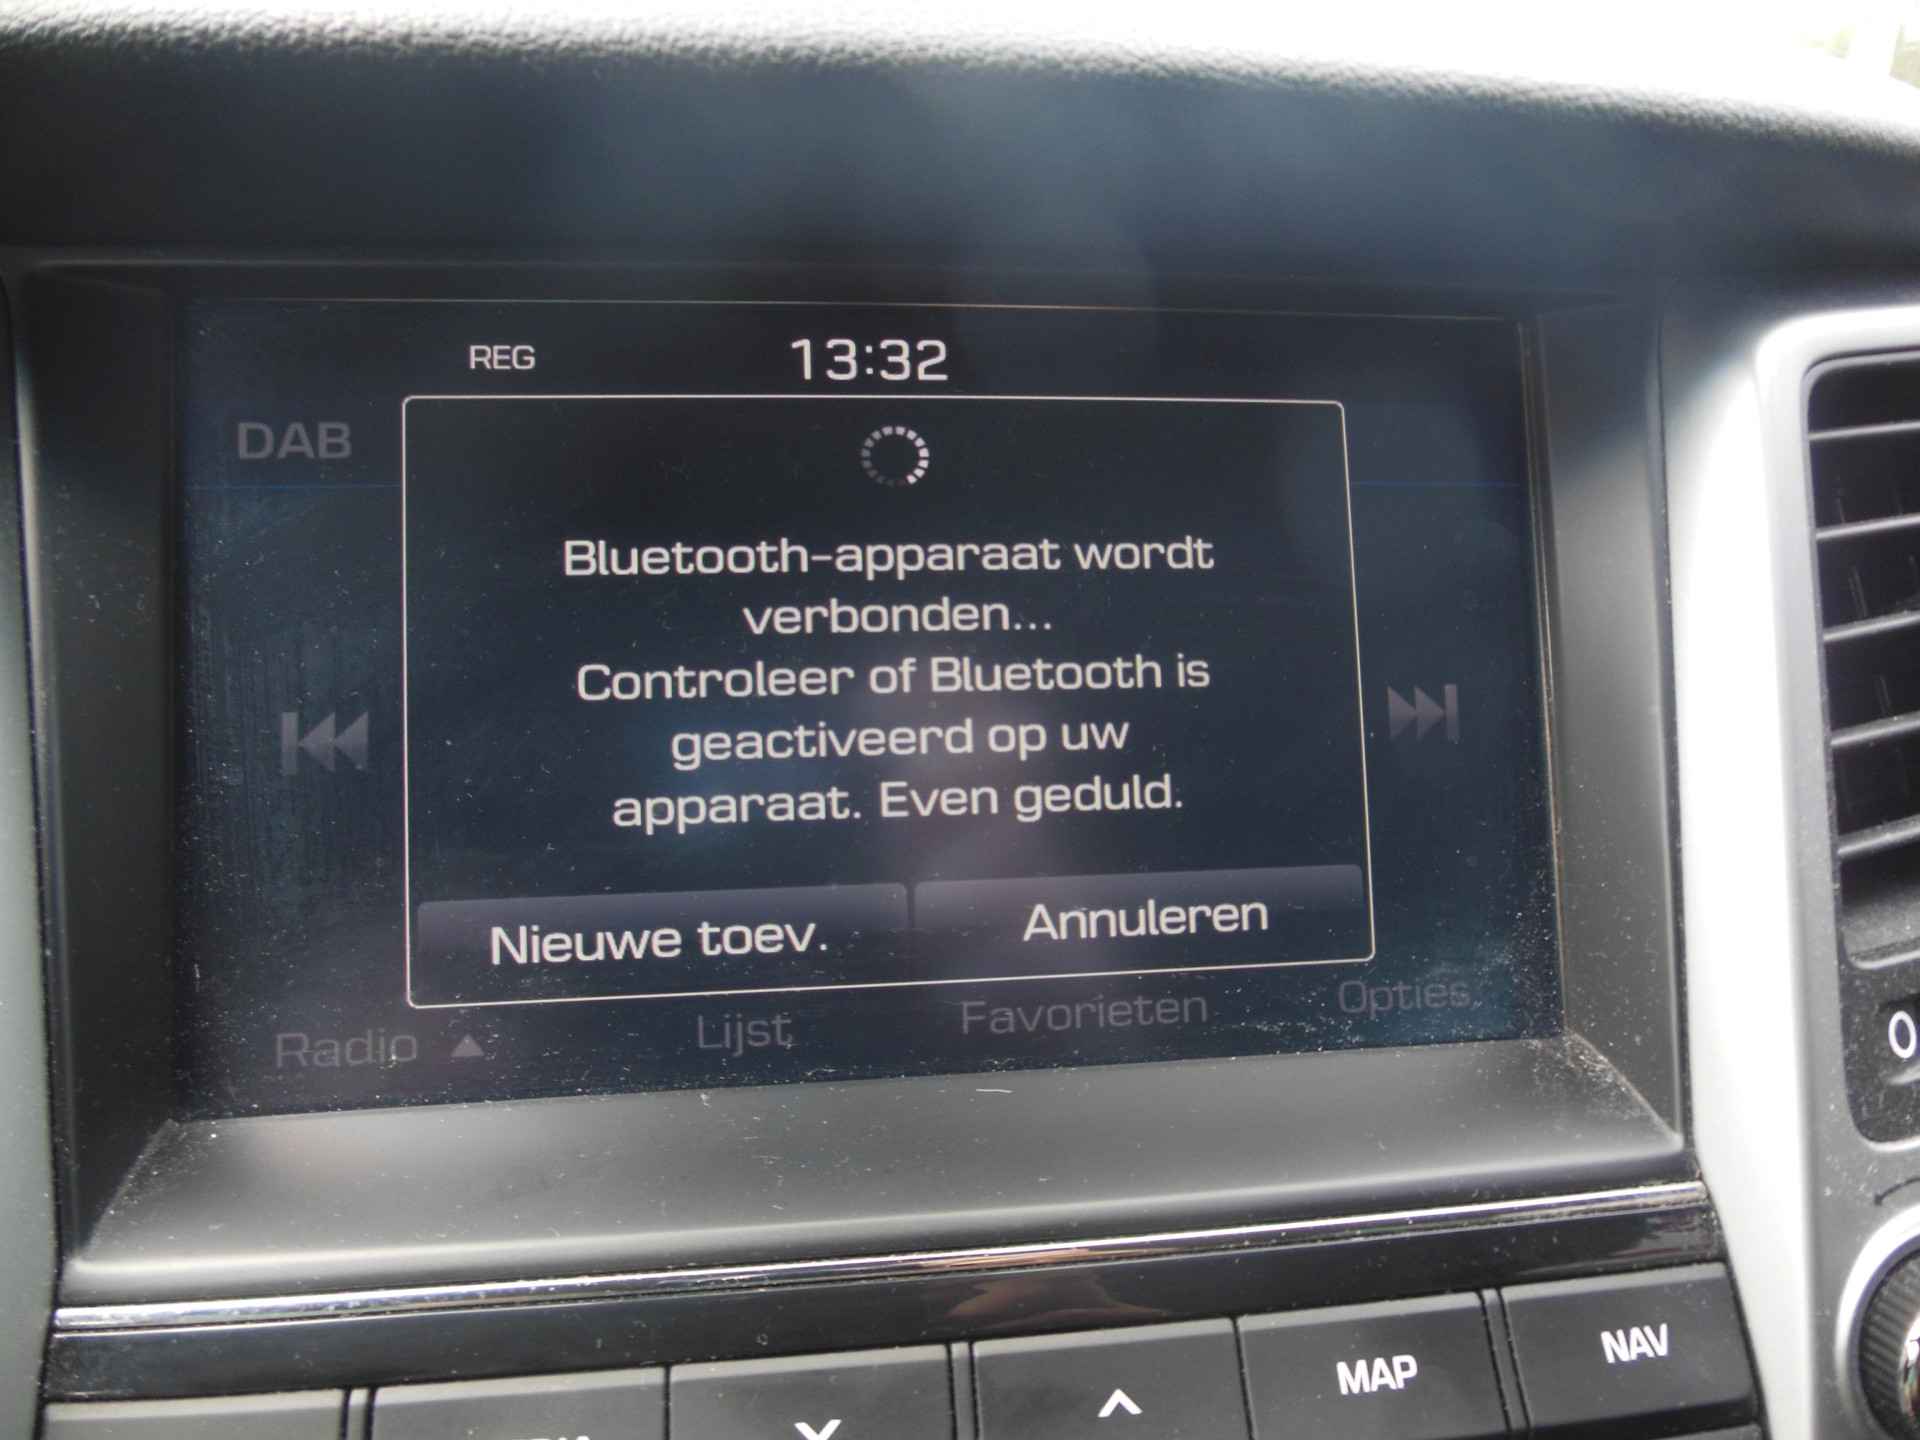 REG 13:32
DAB
Bluetooth-apparaat wordt
verbonden...
Controleer of Bluetooth is
geactiveerd op uw
apparaat. Even geduld.
Nieuwe toev. Annuleren
Radio Lijst Favorieten Opties
MAP NAV